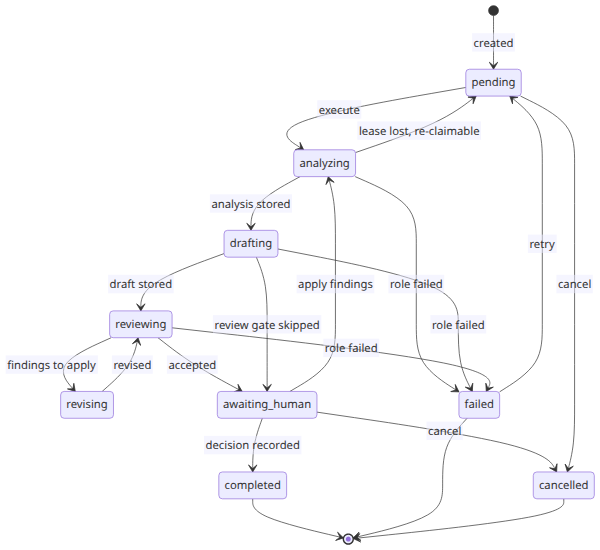 created
pending
execute
lease lost, re-claimable
analyzing
analysis stored
drafting
retry
draft stored
apply findings
role failed
cancel
reviewing
review gate skipped
role failed
role failed
findings to apply
revised
accepted
revising
awaiting_human
failed
cancel
decision recorded
completed
cancelled